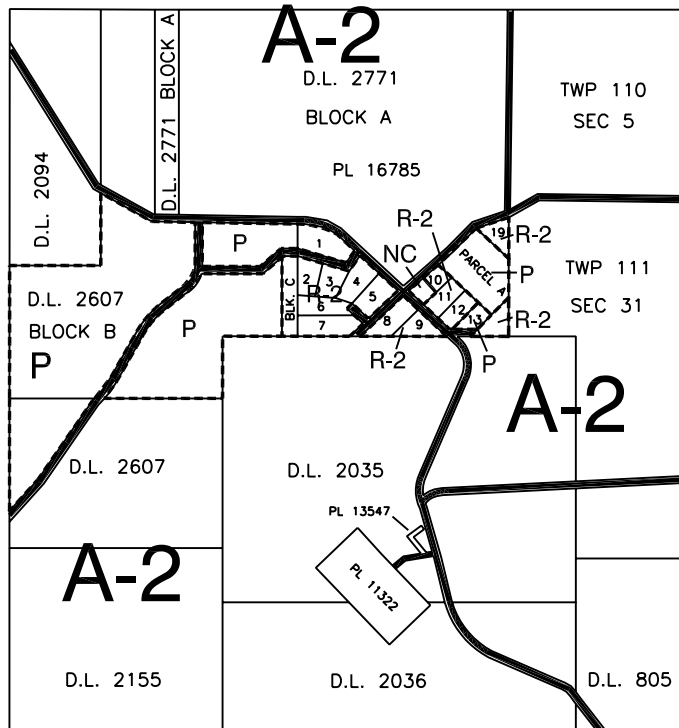 A-2
D.L. 2771
BLOCK A
PL 16785
D.L. 2771 BLOCK A
TWP 110
SEC 5
D.L. 2094
P
1
R-2
19
R-2
NC
PARCEL A
P
TWP 111
SEC 31
D.L. 2607
BLOCK B
P
P
BLK. C
2
3
4
5
R-2
6
7
8
9
10
11
12
13
R-2
R-2
P
A-2
D.L. 2607
D.L. 2035
PL 13547
PL 11322
A-2
D.L. 2155
D.L. 2036
D.L. 805